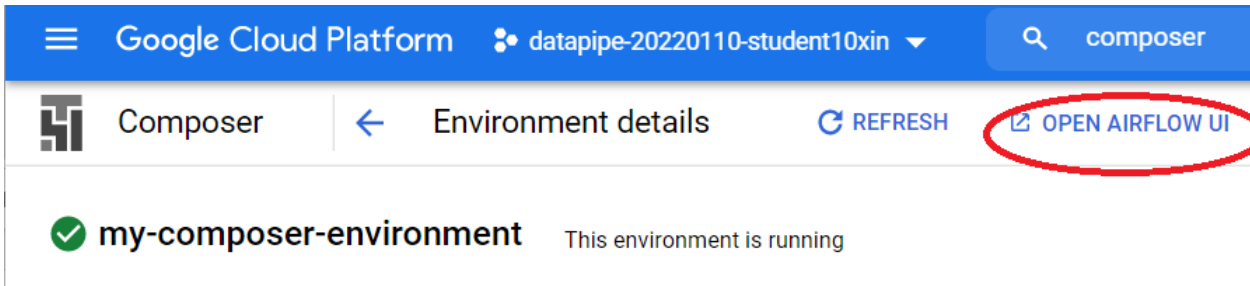 Google Cloud Platform datapipe-20220110-student10xin composer
Composer Environment details REFRESH OPEN AIRFLOW UI
my-composer-environment This environment is running